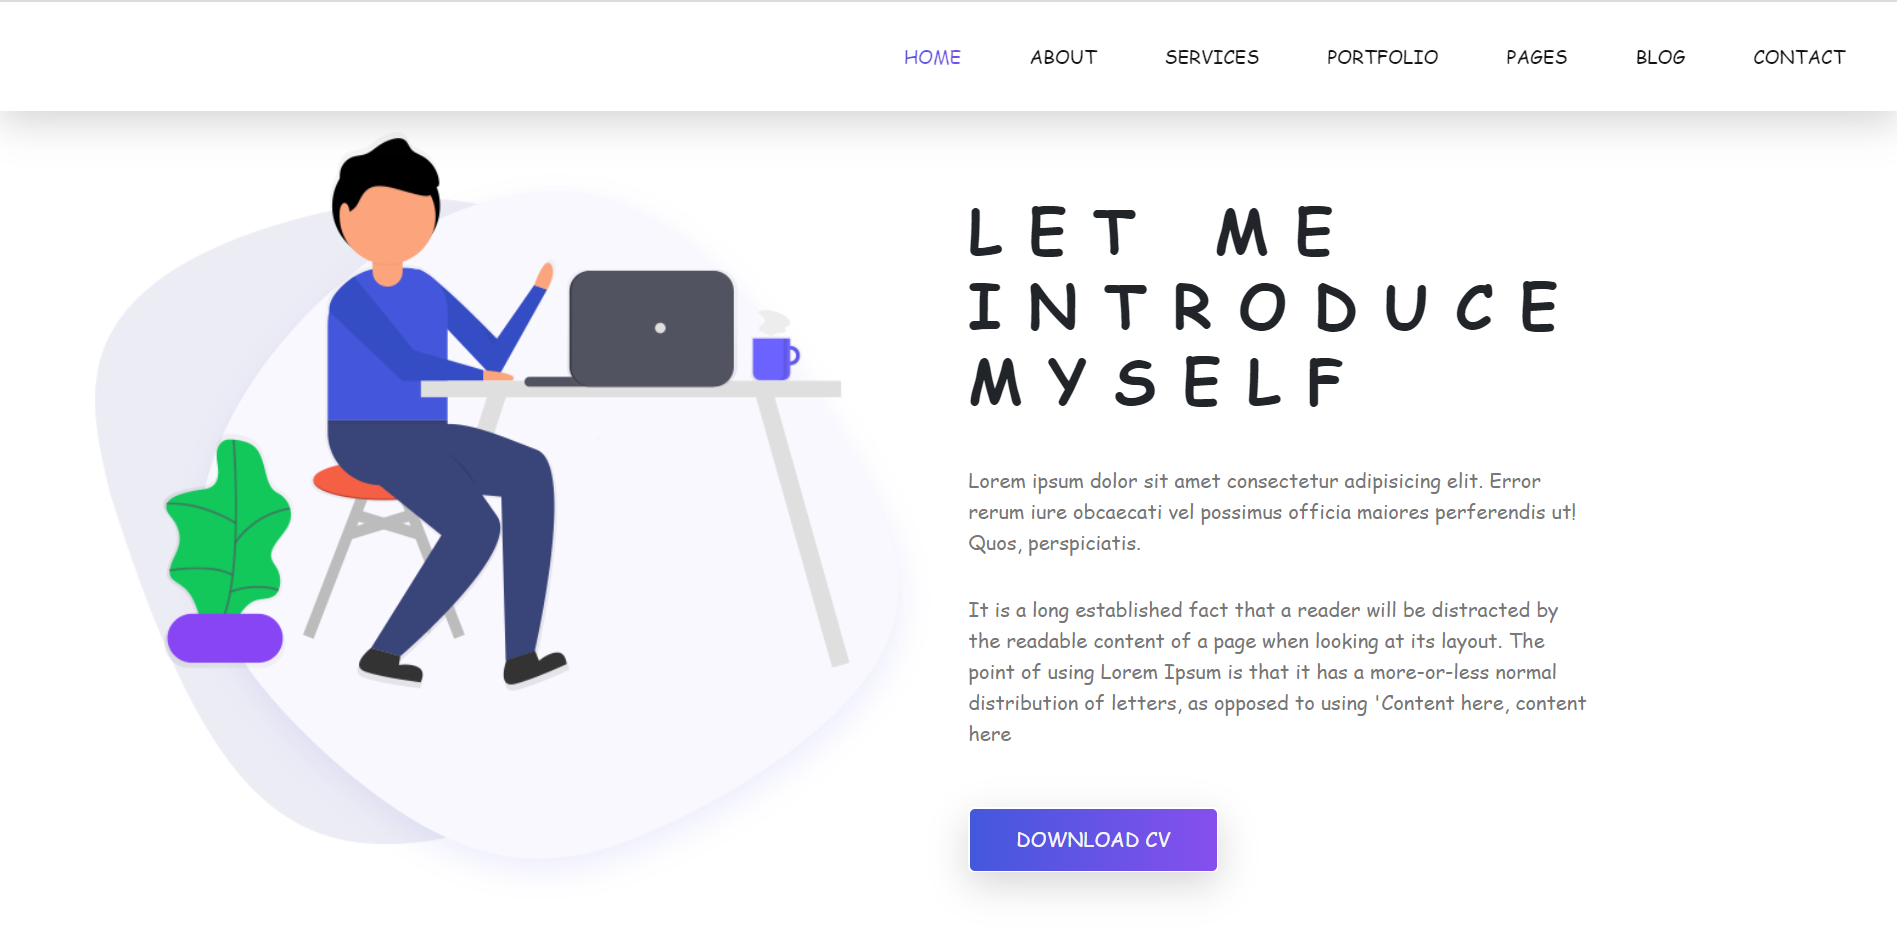 HOME ABOUT SERVICES PORTFOLIO PAGES BLOG CONTACT
LET ME
INTRODUCE
MYSELF
Lorem ipsum dolor sit amet consectetur adipisicing elit. Error
rerum iure obcaecati vel possimus officia maiores perferendis ut!
Quos, perspiciatis.
It is a long established fact that a reader will be distracted by
the readable content of a page when looking at its layout. The
point of using Lorem Ipsum is that it has a more-or-less normal
distribution of letters, as opposed to using 'Content here, content
here
DOWNLOAD CV